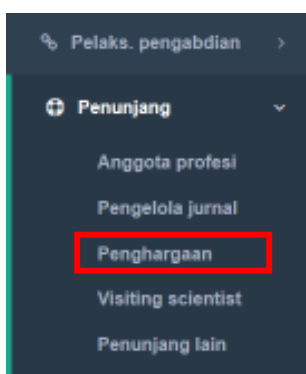 Pelaks. pengabdian
Penunjang
Anggota profesi
Pengelola jurnal
Penghargaan
Visiting scientist
Penunjang lain